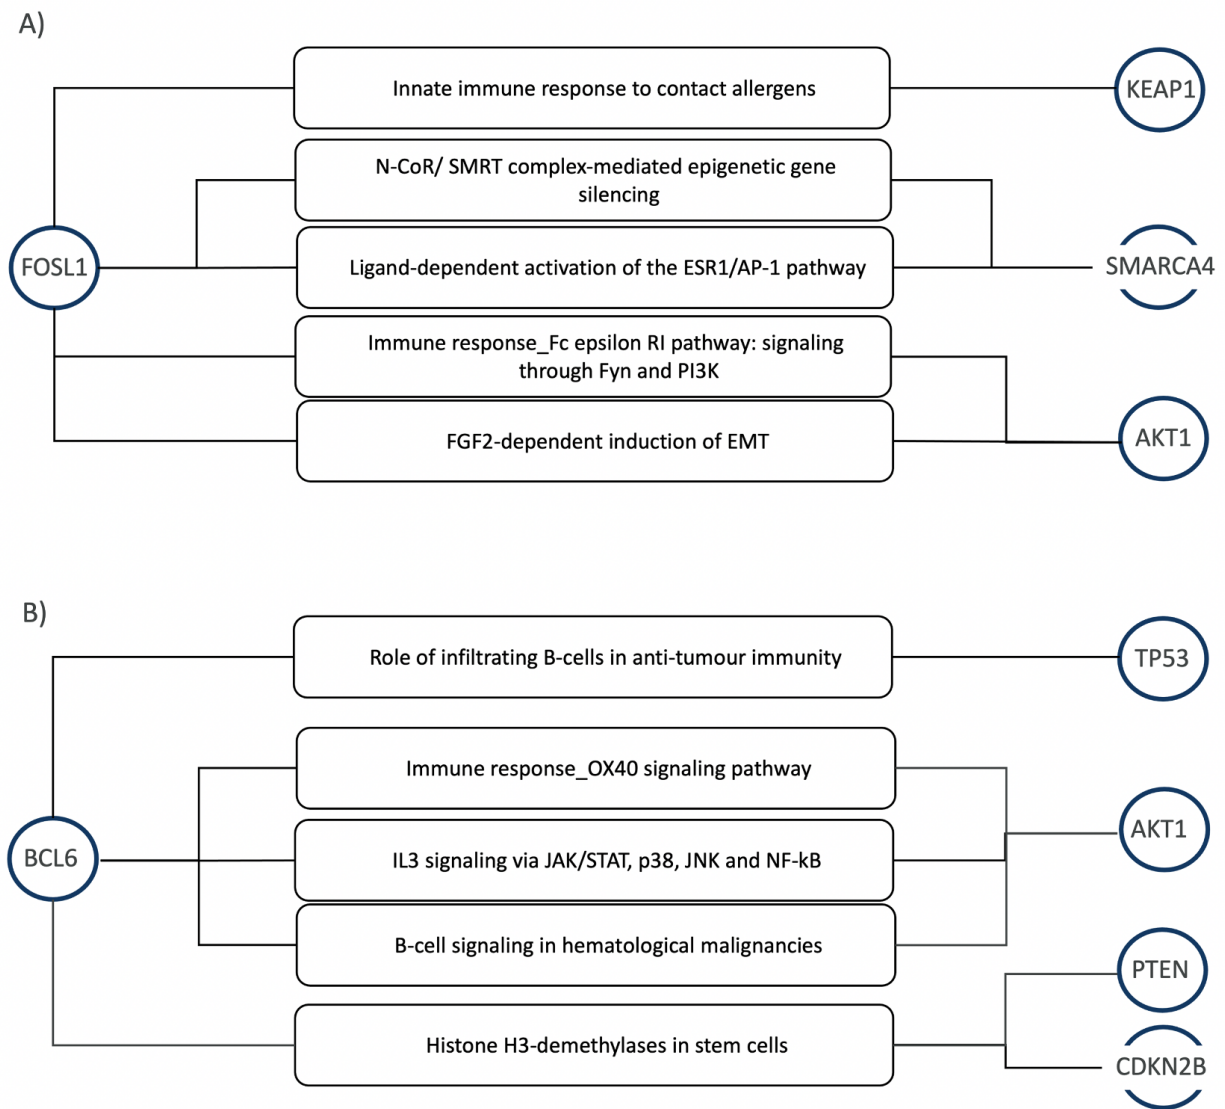 A)
Innate immune response to contact allergens
KEAP1
N-CoR/ SMRT complex-mediated epigenetic gene
silencing
FOSL1
Ligand-dependent activation of the ESR1/AP-1 pathway
SMARCA4
Immune response_Fc epsilon RI pathway: signaling
through Fyn and PI3K
FGF2-dependent induction of EMT
AKT1
B)
Role of infiltrating B-cells in anti-tumour immunity
TP53
Immune response_OX40 signaling pathway
AKT1
BCL6
IL3 signaling via JAK/STAT, p38, JNK and NF-kB
B-cell signaling in hematological malignancies
PTEN
Histone H3-demethylases in stem cells
CDKN2B